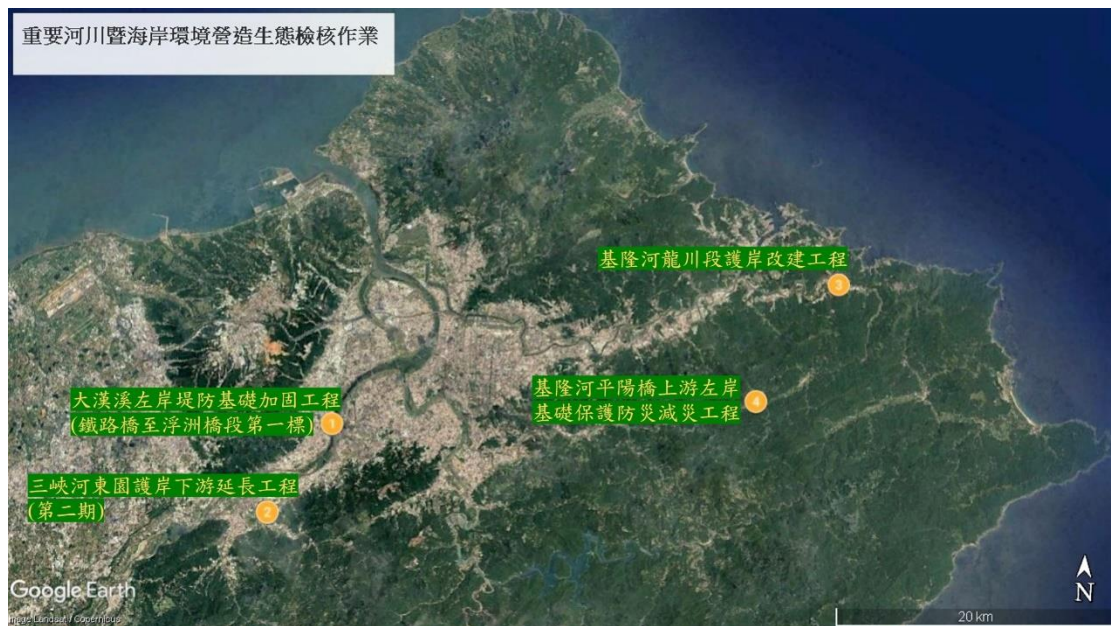 重要河川暨海岸環境營造生態檢核作業
基隆河龍川段護岸改建工程
3
基隆河平陽橋上游左岸
基礎保護防災減災工程
4
大漢溪左岸堤防基礎加固工程
(鐵路橋至浮洲橋段第一標)
1
三峽河東園護岸下游延長工程
(第二期)
2
Google Earth
Image Landsat / Copernicus
N
20 km